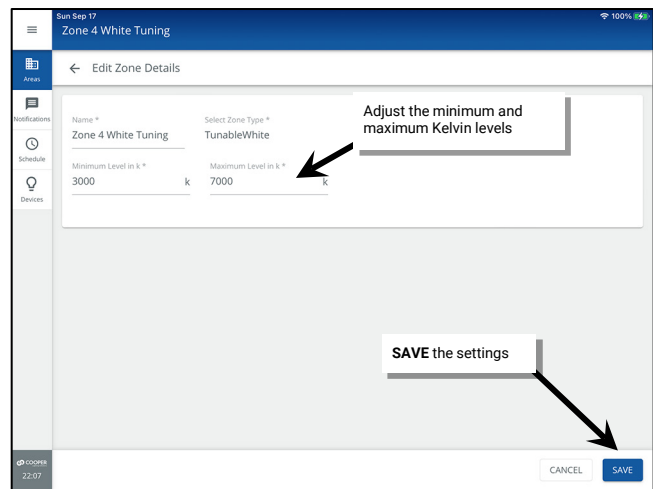 Sun Sep 17
100%
Zone 4 White Tuning
Areas
Edit Zone Details
Notifications
Schedule
Devices
Name *
Zone 4 White Tuning
Select Zone Type *
TunableWhite
Adjust the minimum and
maximum Kelvin levels
Minimum Level in k *
3000 k
Maximum Level in k *
7000 k
SAVE the settings
COOPER
22:07
CANCEL
SAVE